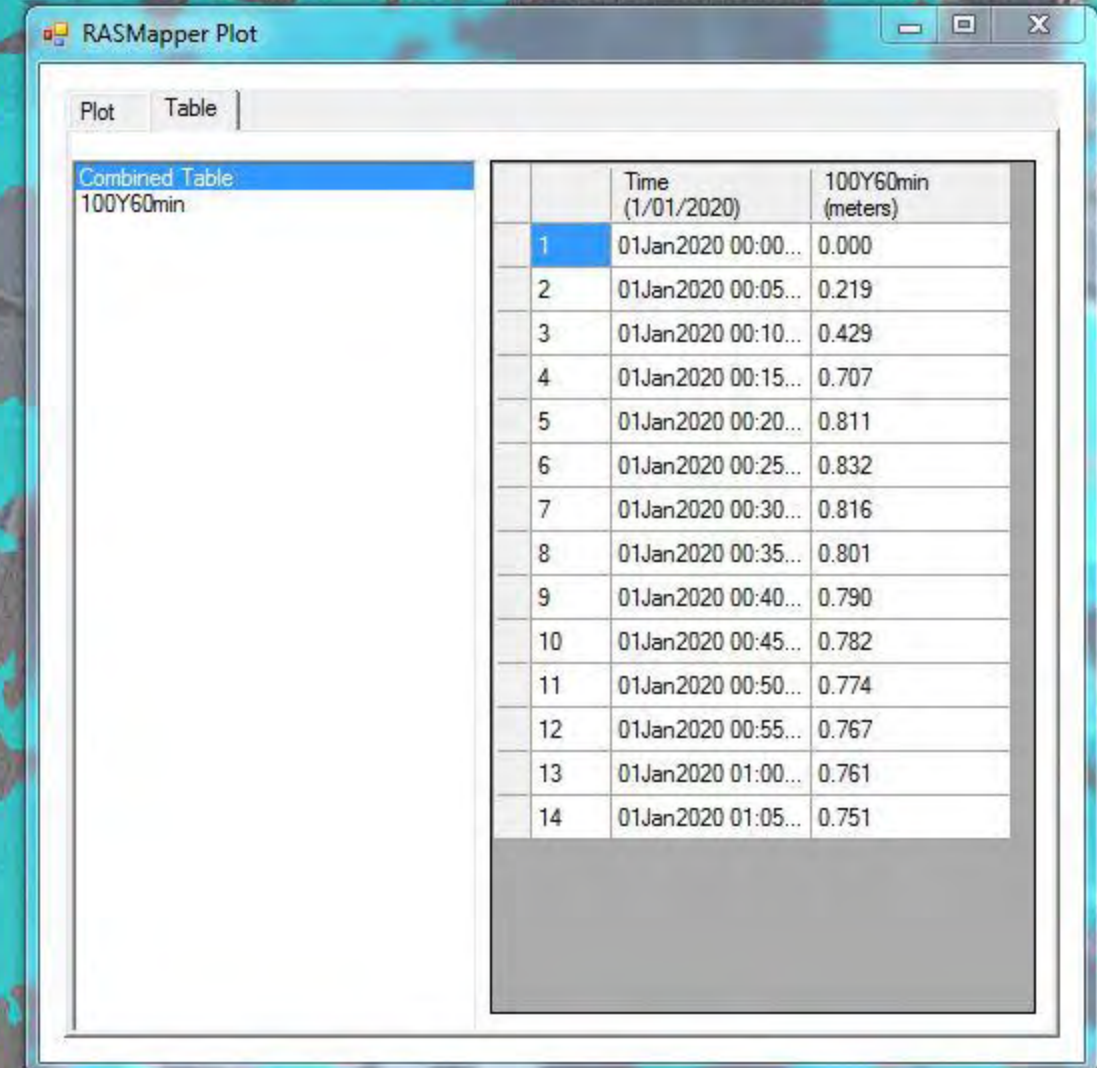 RASMapper Plot
Plot Table
Combined Table
100Y60min
Time (1/01/2020) 100Y60min (meters)
1 01Jan2020 00:00... 0.000
2 01Jan2020 00:05... 0.219
3 01Jan2020 00:10... 0.429
4 01Jan2020 00:15... 0.707
5 01Jan2020 00:20... 0.811
6 01Jan2020 00:25... 0.832
7 01Jan2020 00:30... 0.816
8 01Jan2020 00:35... 0.801
9 01Jan2020 00:40... 0.790
10 01Jan2020 00:45... 0.782
11 01Jan2020 00:50... 0.774
12 01Jan2020 00:55... 0.767
13 01Jan2020 01:00... 0.761
14 01Jan2020 01:05... 0.751